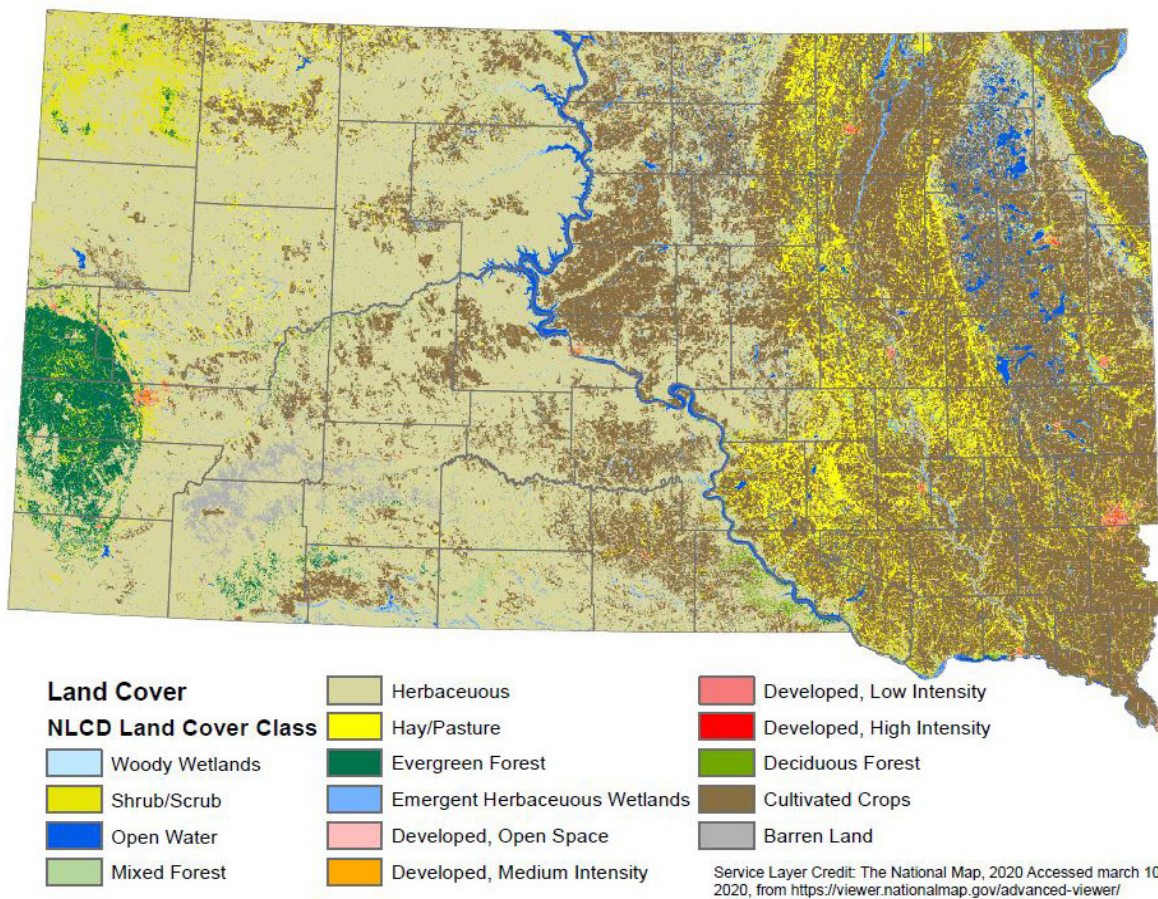 Land Cover
NLCD Land Cover Class
Woody Wetlands
Shrub/Scrub
Open Water
Mixed Forest
Herbaceuous
Hay/Pasture
Evergreen Forest
Emergent Herbaceuous Wetlands
Developed, Open Space
Developed, Medium Intensity
Developed, Low Intensity
Developed, High Intensity
Deciduous Forest
Cultivated Crops
Barren Land
Service Layer Credit: The National Map, 2020 Accessed march 10
2020, from https://viewer.nationalmap.gov/advanced-viewer/